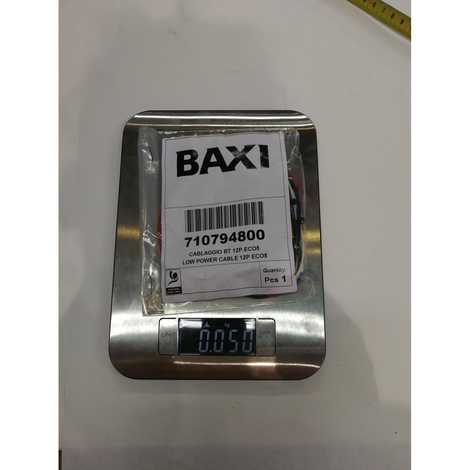 BAXI
710794800
CABLAGGIO BT 12P.ECO5
LOW POWER CABLE 12P ECO5
Quantity
Pcs 1
0.050